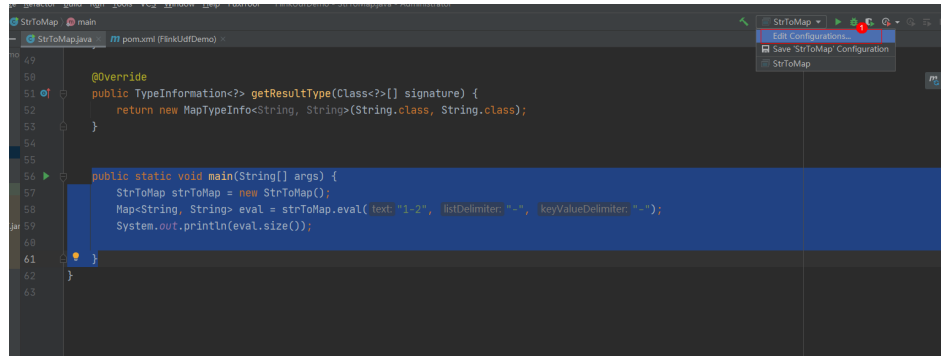 StrToMap main
StrToMap
1
Edit Configurations...
Save 'StrToMap' Configuration
StrToMap
StrToMap.java × m pom.xml (FlinkUdfDemo) ×
49
50 @Override
51 public TypeInformation<?> getResultType(Class<?>[] signature) {
52 return new MapTypeInfo<String, String>(String.class, String.class);
53 }
54
55
56 public static void main(String[] args) {
57 StrToMap strToMap = new StrToMap();
58 Map<String, String> eval = strToMap.eval( text: "1-2", listDelimiter: "-", keyValueDelimiter: "-");
59 System.out.println(eval.size());
60
61 }
62 }
63